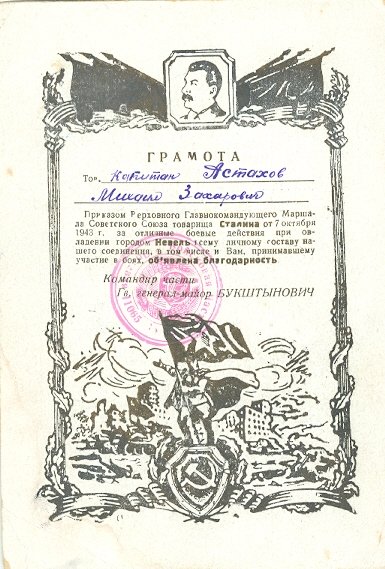 ГРАМОТА
Тов. капитан Астахов
Михаил Захарович
Приказом Верховного Главнокомандующего Марша-
ла Советского Союза товарища Сталина от 7 октября
1943 г. за отличные боевые действия при ов-
ладении городом Невель всему личному составу на-
шего соединения, в том числе и Вам, принимавшему
участие в боях, об'явлена благодарность
Командир части
Гв. генерал-майор БУКШТЫНОВИЧ